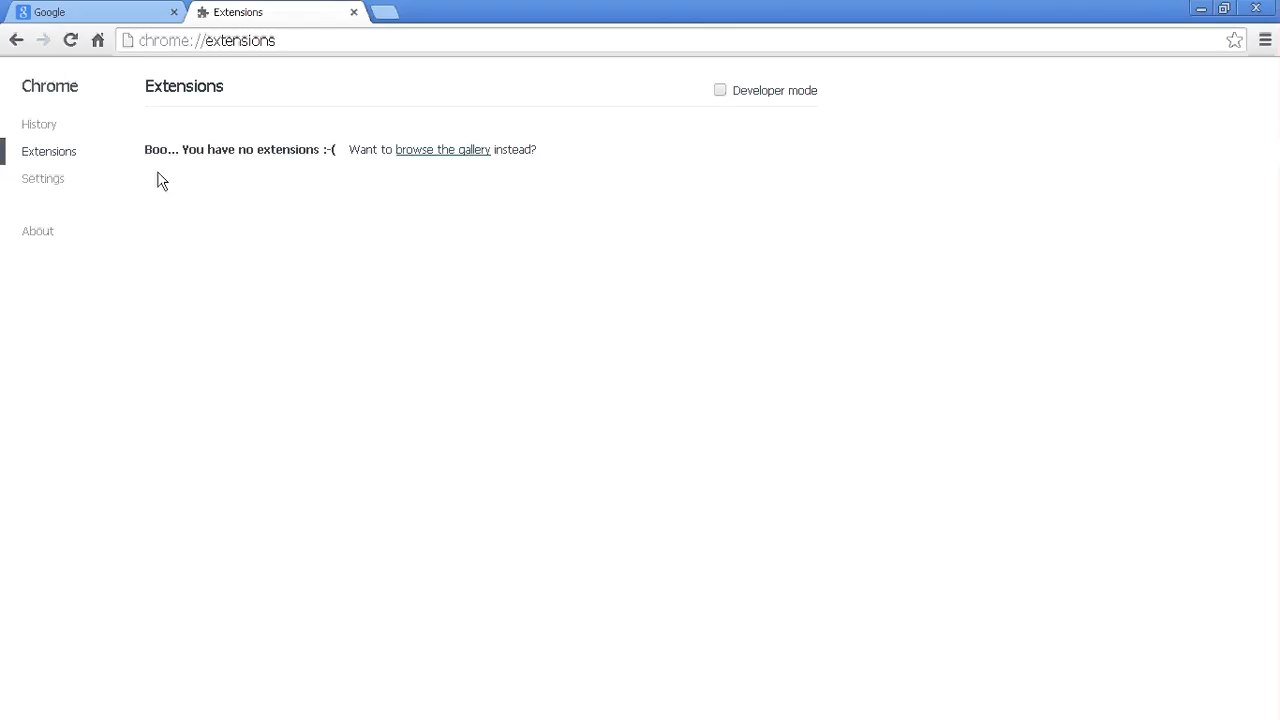 Google
Extensions
chrome://extensions
Chrome
Extensions
Developer mode
History
Extensions
Settings
About
Boo... You have no extensions :-( Want to browse the gallery instead?